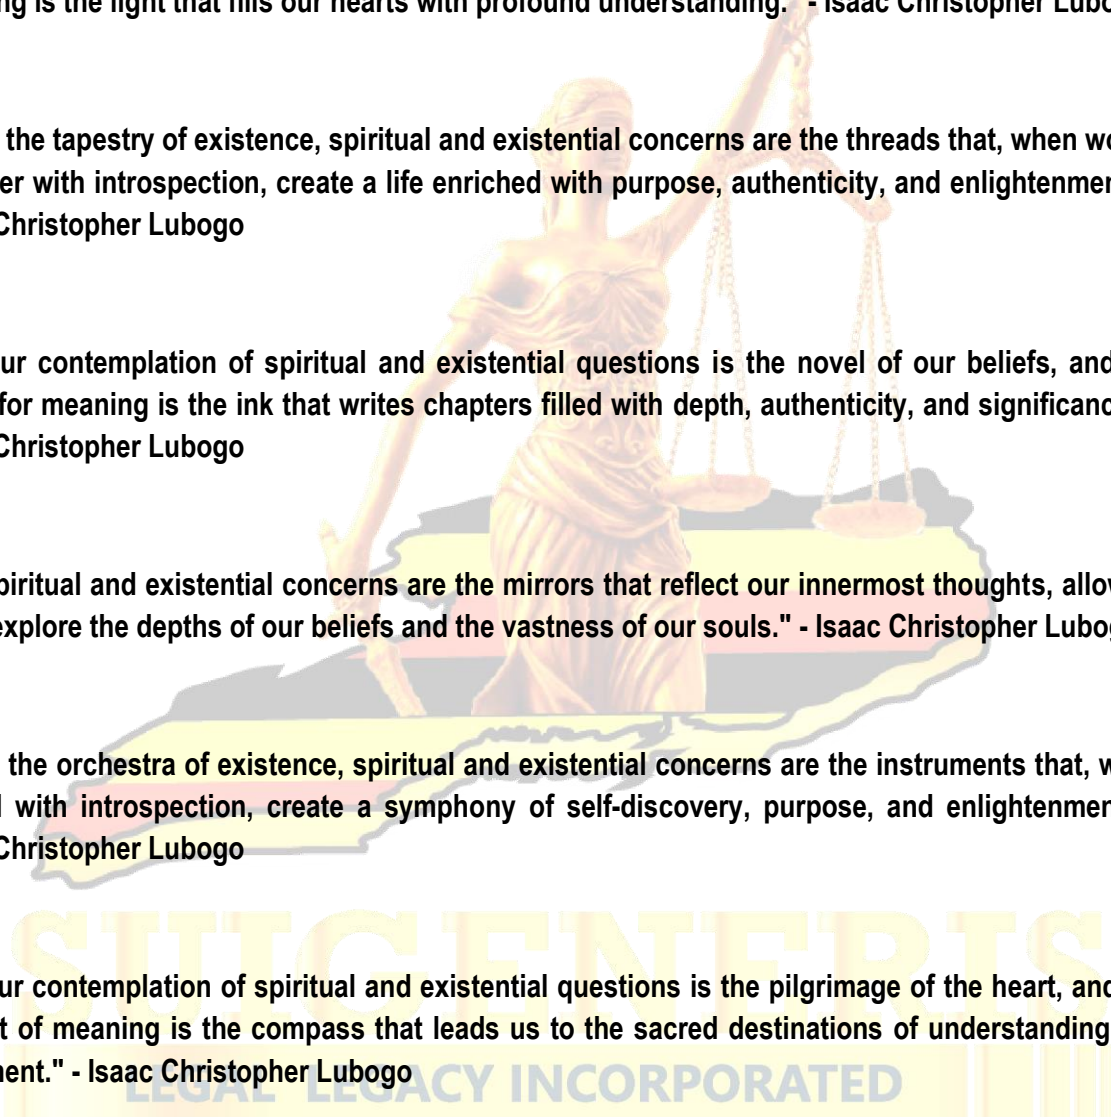 ng is the light that fills our hearts with profound understanding." - Isaac Christopher Lubo
the tapestry of existence, spiritual and existential concerns are the threads that, when wo
er with introspection, create a life enriched with purpose, authenticity, and enlightenmen
Christopher Lubogo
ur contemplation of spiritual and existential questions is the novel of our beliefs, and
for meaning is the ink that writes chapters filled with depth, authenticity, and significanc
Christopher Lubogo
piritual and existential concerns are the mirrors that reflect our innermost thoughts, allow
explore the depths of our beliefs and the vastness of our souls." - Isaac Christopher Lubog
the orchestra of existence, spiritual and existential concerns are the instruments that, w
d with introspection, create a symphony of self-discovery, purpose, and enlightenmen
Christopher Lubogo
SUIGENERIS
ur contemplation of spiritual and existential questions is the pilgrimage of the heart, and
t of meaning is the compass that leads us to the sacred destinations of understanding
ment." - Isaac Christopher Lubogo
LEGAL LEGACY INCORPORATED